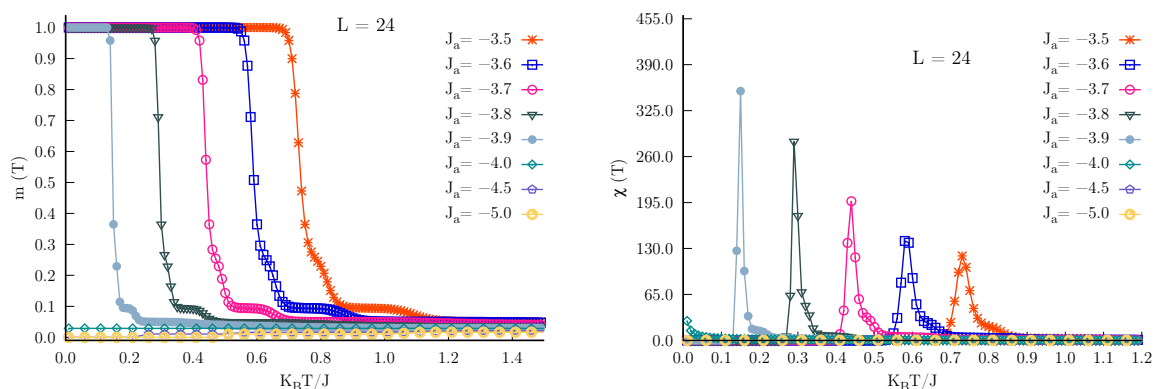 L = 24
m (T)
1.0
0.9
0.8
0.7
0.6
0.5
0.4
0.3
0.2
0.1
0.0
0.0 0.2 0.4 0.6 0.8 1.0 1.2 1.4
K_BT/J
J_a= −3.5
J_a= −3.6
J_a= −3.7
J_a= −3.8
J_a= −3.9
J_a= −4.0
J_a= −4.5
J_a= −5.0
L = 24
χ (T)
455.0
390.0
325.0
260.0
195.0
130.0
65.0
0.0
0.0 0.1 0.2 0.3 0.4 0.5 0.6 0.7 0.8 0.9 1.0 1.1 1.2
K_BT/J
J_a= −3.5
J_a= −3.6
J_a= −3.7
J_a= −3.8
J_a= −3.9
J_a= −4.0
J_a= −4.5
J_a= −5.0